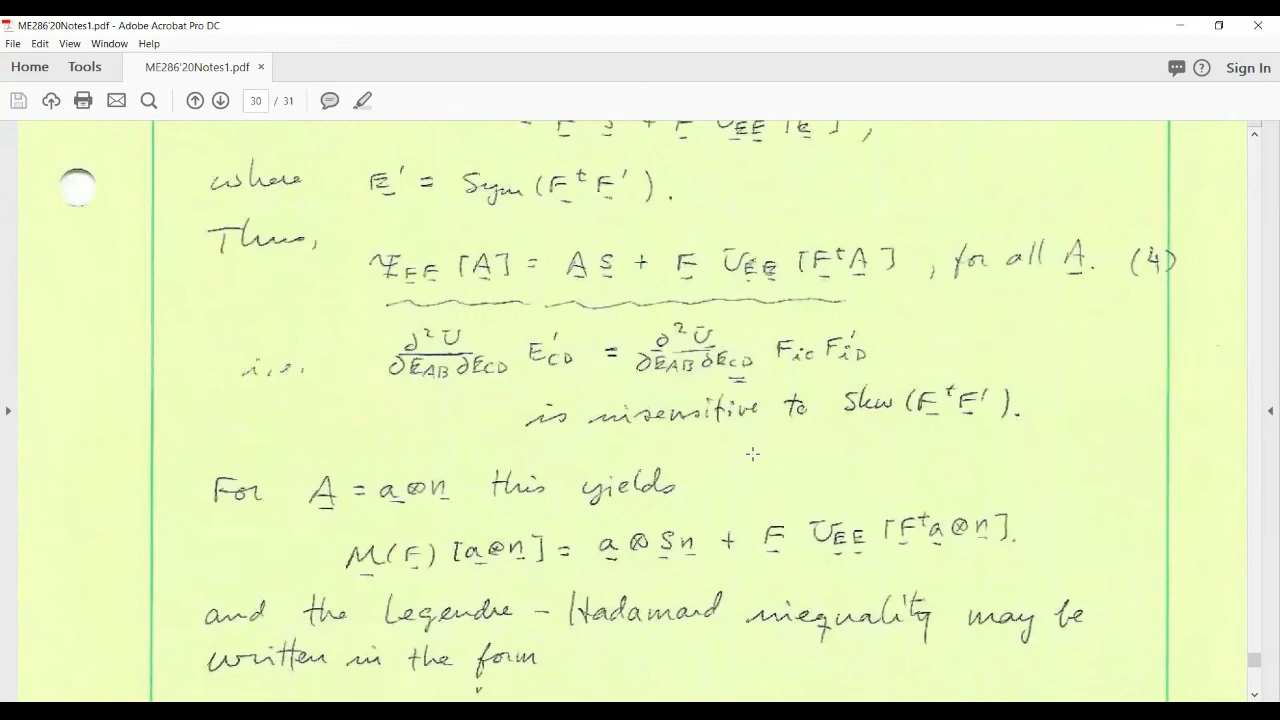 ME286'20Notes1.pdf - Adobe Acrobat Pro DC
File Edit View Window Help
Home Tools ME286'20Notes1.pdf × Sign In
30 / 31
where E' = Sym (FᵗF').
Thus,
Ψ_FF [A] = A S + F U_EE [FᵗA], for all A. (4)
i.e. ∂²U/∂E_AB ∂E_CD E'_CD = ∂²U/∂E_AB ∂E_CD F_iC F'_iD
is insensitive to Skw (FᵗF').
For A = a⊗n this yields
M(F) [a⊗n] = a ⊗ Sn + F U_EE [Fᵗa⊗n].
and the Legendre - Hadamard inequality may be
written in the form